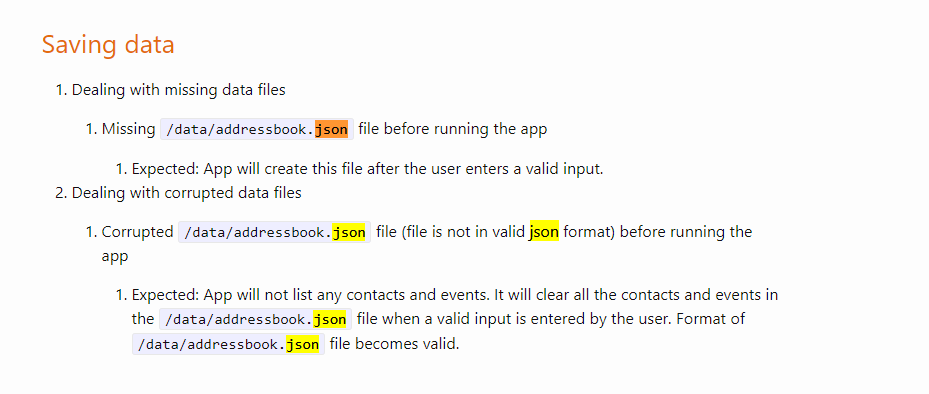 Saving data
1. Dealing with missing data files
1. Missing /data/addressbook.json file before running the app
1. Expected: App will create this file after the user enters a valid input.
2. Dealing with corrupted data files
1. Corrupted /data/addressbook.json file (file is not in valid json format) before running the
app
1. Expected: App will not list any contacts and events. It will clear all the contacts and events in
the /data/addressbook.json file when a valid input is entered by the user. Format of
/data/addressbook.json file becomes valid.